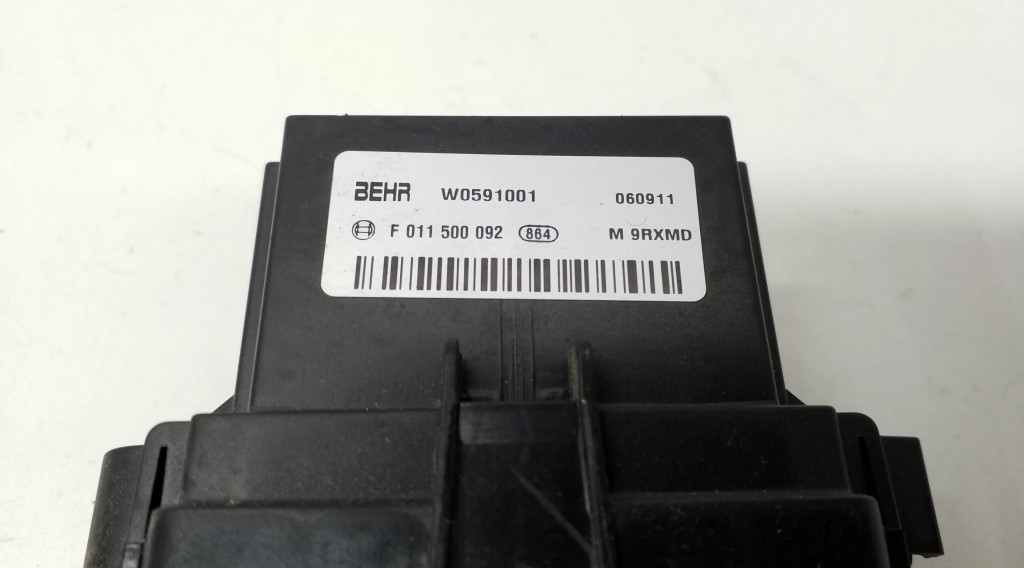 BEHR W0591001 060911
F 011 500 092 864 M 9RXMD